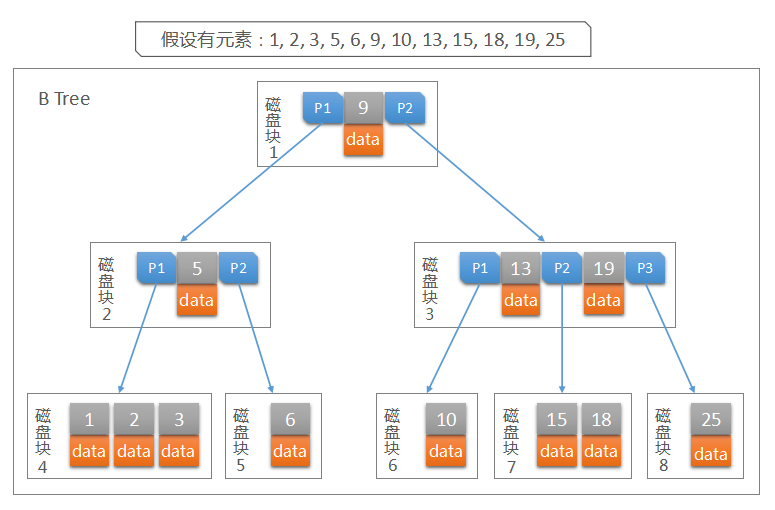 假设有元素：1, 2, 3, 5, 6, 9, 10, 13, 15, 18, 19, 25
B Tree
磁盘块1
P1 9 P2
data
磁盘块2
P1 5 P2
data
磁盘块3
P1 13 P2 19 P3
data data
磁盘块4
1 2 3
data data data
磁盘块5
6
data
磁盘块6
10
data
磁盘块7
15 18
data data
磁盘块8
25
data